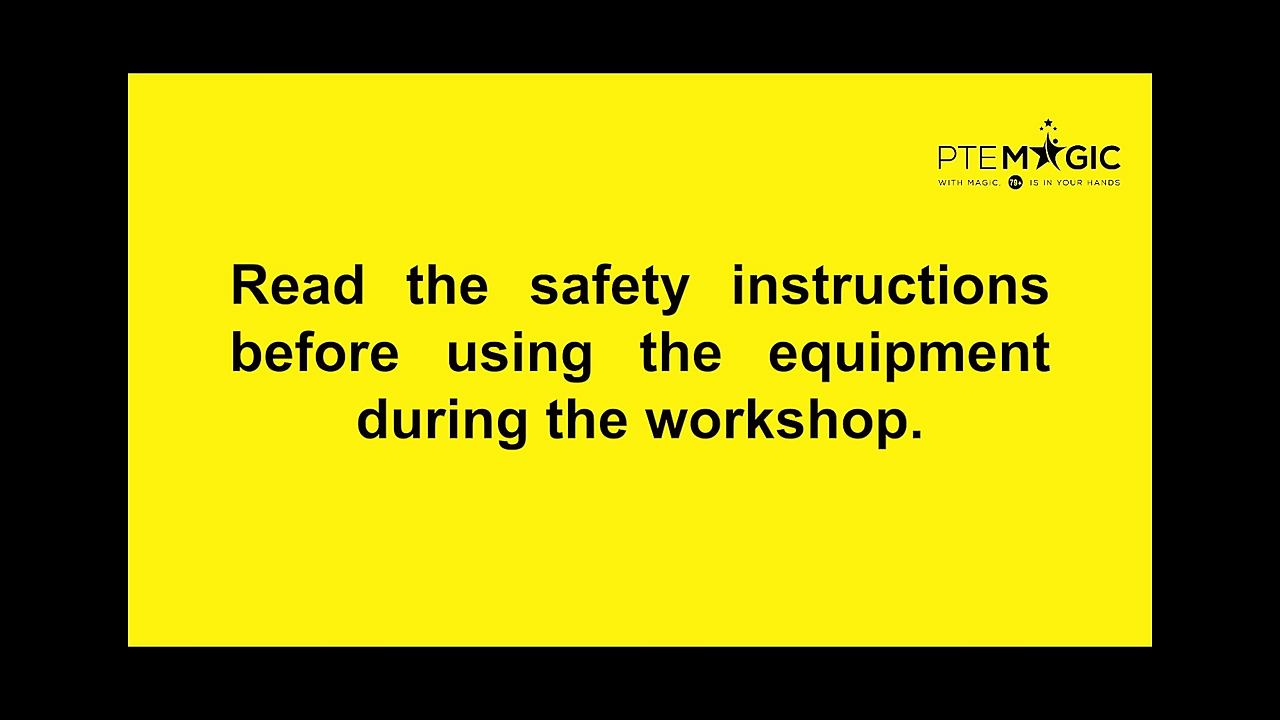 PTEMAGIC
WITH MAGIC, 79+ IS IN YOUR HANDS
Read the safety instructions
before using the equipment
during the workshop.